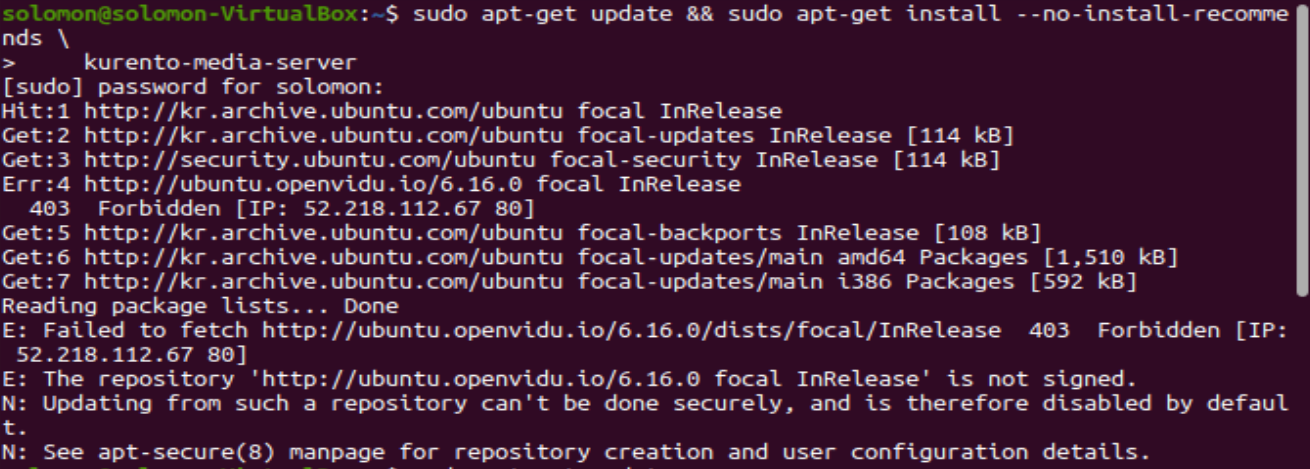 solomon@solomon-VirtualBox:~$ sudo apt-get update && sudo apt-get install --no-install-recomme
nds \
>     kurento-media-server
[sudo] password for solomon:
Hit:1 http://kr.archive.ubuntu.com/ubuntu focal InRelease
Get:2 http://kr.archive.ubuntu.com/ubuntu focal-updates InRelease [114 kB]
Get:3 http://security.ubuntu.com/ubuntu focal-security InRelease [114 kB]
Err:4 http://ubuntu.openvidu.io/6.16.0 focal InRelease
  403  Forbidden [IP: 52.218.112.67 80]
Get:5 http://kr.archive.ubuntu.com/ubuntu focal-backports InRelease [108 kB]
Get:6 http://kr.archive.ubuntu.com/ubuntu focal-updates/main amd64 Packages [1,510 kB]
Get:7 http://kr.archive.ubuntu.com/ubuntu focal-updates/main i386 Packages [592 kB]
Reading package lists... Done
E: Failed to fetch http://ubuntu.openvidu.io/6.16.0/dists/focal/InRelease  403  Forbidden [IP:
 52.218.112.67 80]
E: The repository 'http://ubuntu.openvidu.io/6.16.0 focal InRelease' is not signed.
N: Updating from such a repository can't be done securely, and is therefore disabled by defaul
t.
N: See apt-secure(8) manpage for repository creation and user configuration details.